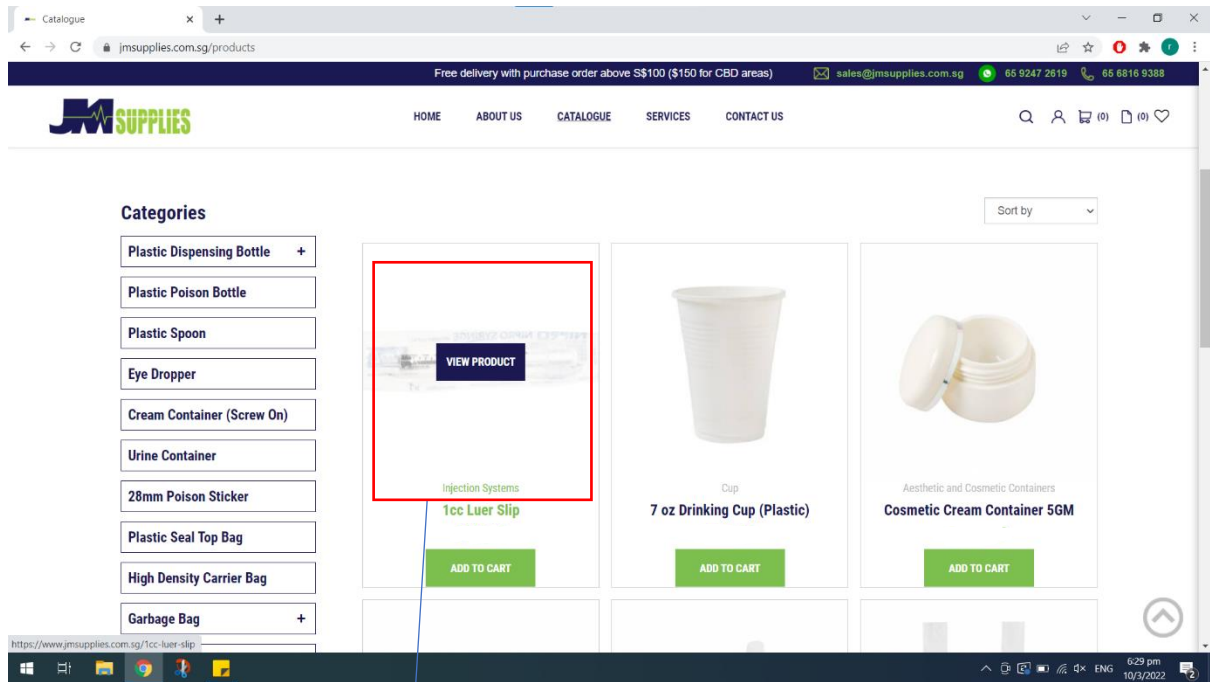 Catalogue
jmsupplies.com.sg/products
Free delivery with purchase order above S$100 ($150 for CBD areas) sales@jmsupplies.com.sg 65 9247 2619 65 6816 9388
JM SUPPLIES
HOME ABOUT US CATALOGUE SERVICES CONTACT US (0) (0)
Categories
Sort by
Plastic Dispensing Bottle +
Plastic Poison Bottle
Plastic Spoon
Eye Dropper
Cream Container (Screw On)
Urine Container
28mm Poison Sticker
Plastic Seal Top Bag
High Density Carrier Bag
Garbage Bag +
VIEW PRODUCT
Injection Systems
1cc Luer Slip
ADD TO CART
Cup
7 oz Drinking Cup (Plastic)
ADD TO CART
Aesthetic and Cosmetic Containers
Cosmetic Cream Container 5GM
ADD TO CART
https://www.jmsupplies.com.sg/1cc-luer-slip
ENG
6:29 pm
10/3/2022
2